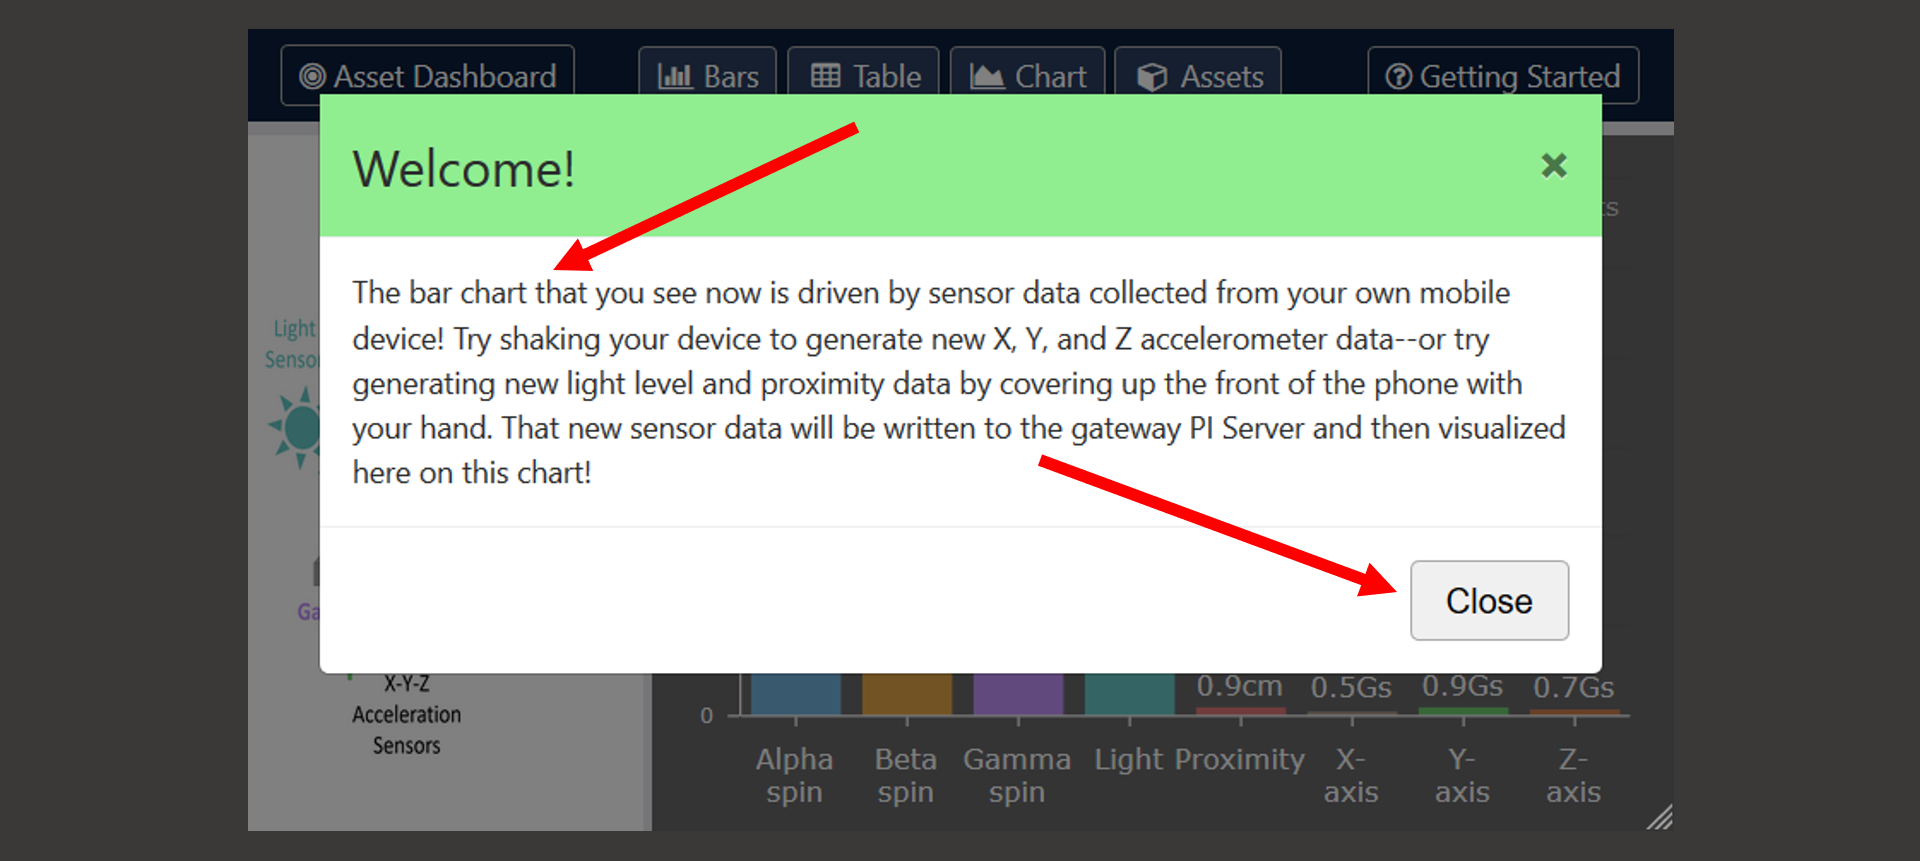 Asset Dashboard
Bars
Table
Chart
Assets
Getting Started
Welcome!
The bar chart that you see now is driven by sensor data collected from your own mobile
device! Try shaking your device to generate new X, Y, and Z accelerometer data--or try
generating new light level and proximity data by covering up the front of the phone with
your hand. That new sensor data will be written to the gateway PI Server and then visualized
here on this chart!
Close
Light
X-Y-Z
Acceleration
Sensors
0
0.9cm
0.5Gs
0.9Gs
0.7Gs
Alpha
spin
Beta
spin
Gamma
spin
Light
Proximity
X-
axis
Y-
axis
Z-
axis